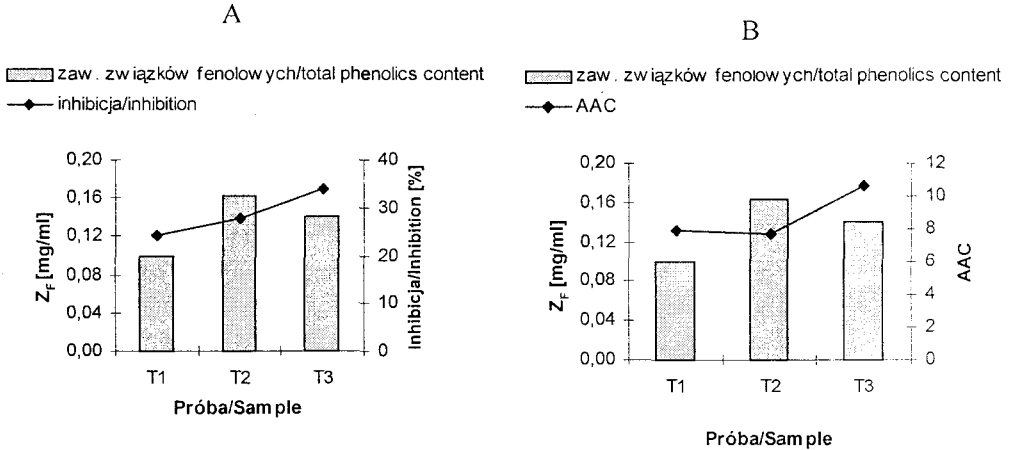 A
zaw. związków fenolowych/total phenolics content
inhibicja/inhibition
0,20
0,16
0,12
0,08
0,04
0,00
Z_F [mg/ml]
40
30
20
10
0
Inhibicja/Inhibition [%]
T1 T2 T3
Próba/Sample
B
zaw. związków fenolowych/total phenolics content
AAC
0,20
0,16
0,12
0,08
0,04
0,00
Z_F [mg/ml]
12
10
8
6
4
2
0
AAC
T1 T2 T3
Próba/Sample